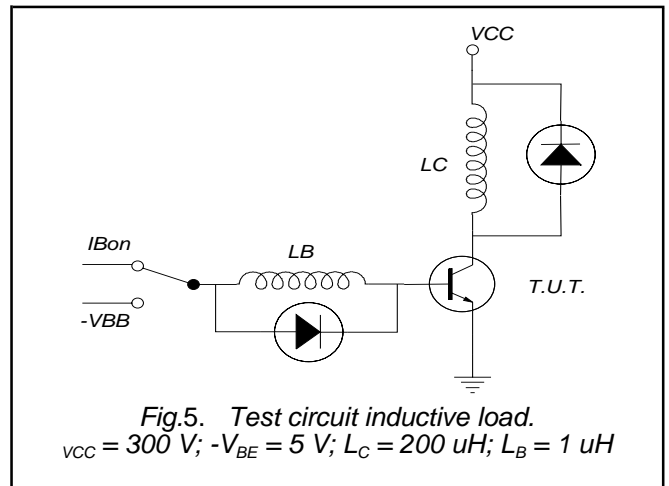 VCC
LC
IBon
LB
-VBB
T.U.T.
Fig.5. Test circuit inductive load.
VCC = 300 V; -VBE = 5 V; LC = 200 uH; LB = 1 uH